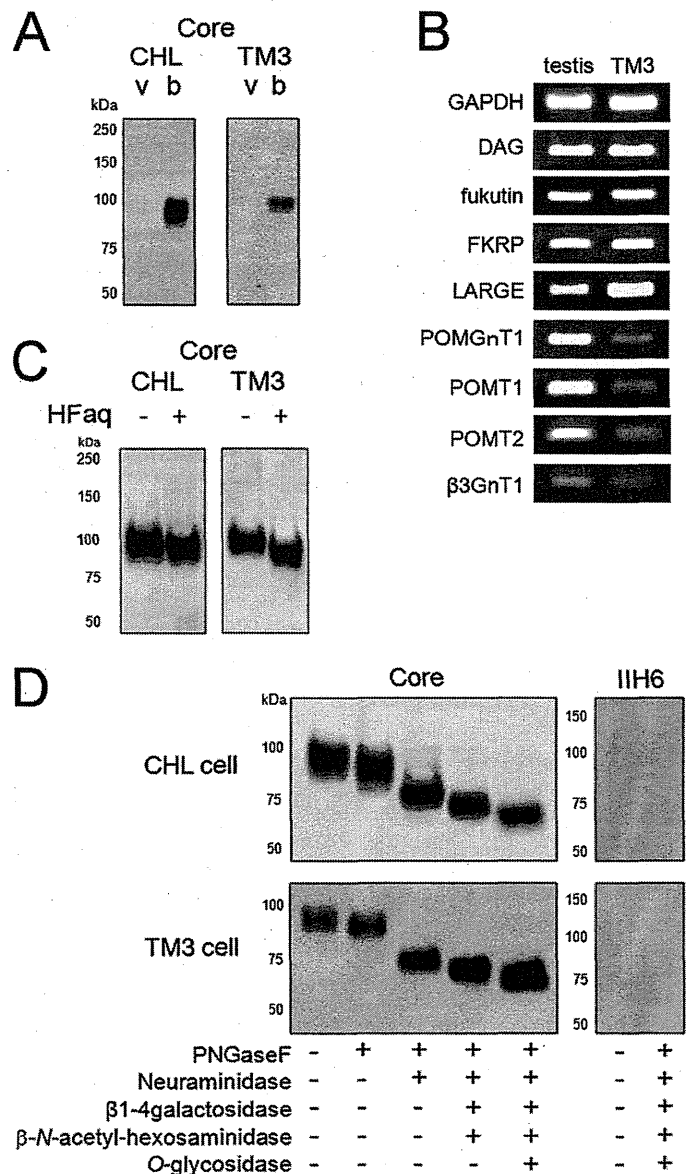 A
Core
CHL TM3
v b v b
kDa
250
150
100
75
50
B
testis TM3
GAPDH
DAG
fukutin
FKRP
LARGE
POMGnT1
POMT1
POMT2
β3GnT1
C
Core
CHL TM3
HFaq - + - +
kDa
250
150
100
75
50
D
Core IIH6
kDa
CHL cell
100
75
50
150
100
75
50
TM3 cell
100
75
50
150
100
75
50
PNGaseF - + + + + - +
Neuraminidase - - + + + - +
β1-4galactosidase - - - + + - +
β-N-acetyl-hexosaminidase - - - + + - +
O-glycosidase - - - - + - +